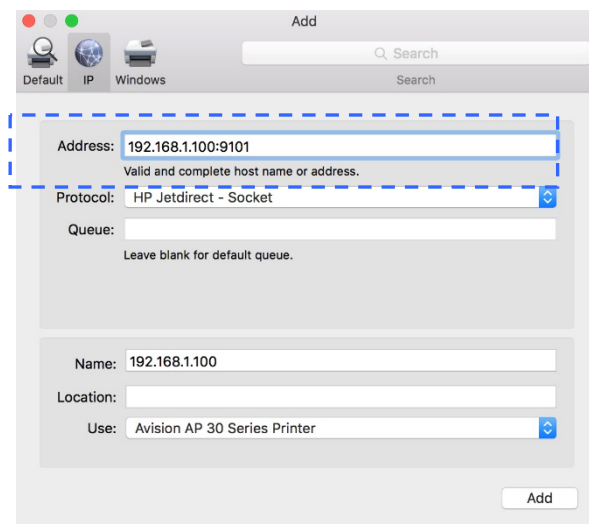 Add
Search
Default IP Windows Search
Address: 192.168.1.100:9101
Valid and complete host name or address.
Protocol: HP Jetdirect - Socket
Queue:
Leave blank for default queue.
Name: 192.168.1.100
Location:
Use: Avision AP 30 Series Printer
Add